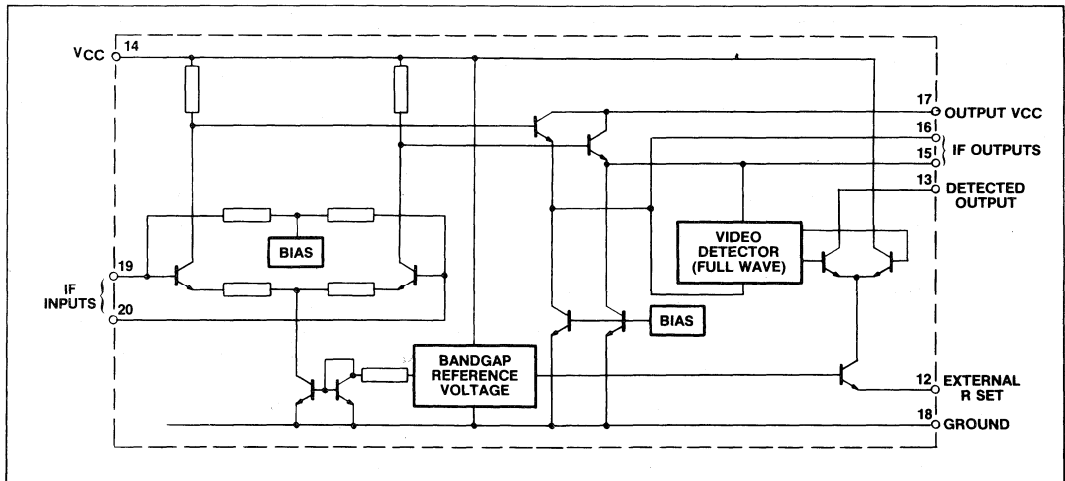 VCC 14
17
OUTPUT VCC
16
IF OUTPUTS
15
13
DETECTED
OUTPUT
BIAS
VIDEO
DETECTOR
(FULL WAVE)
19
IF
INPUTS
20
BIAS
BANDGAP
REFERENCE
VOLTAGE
12
EXTERNAL
R SET
18
GROUND